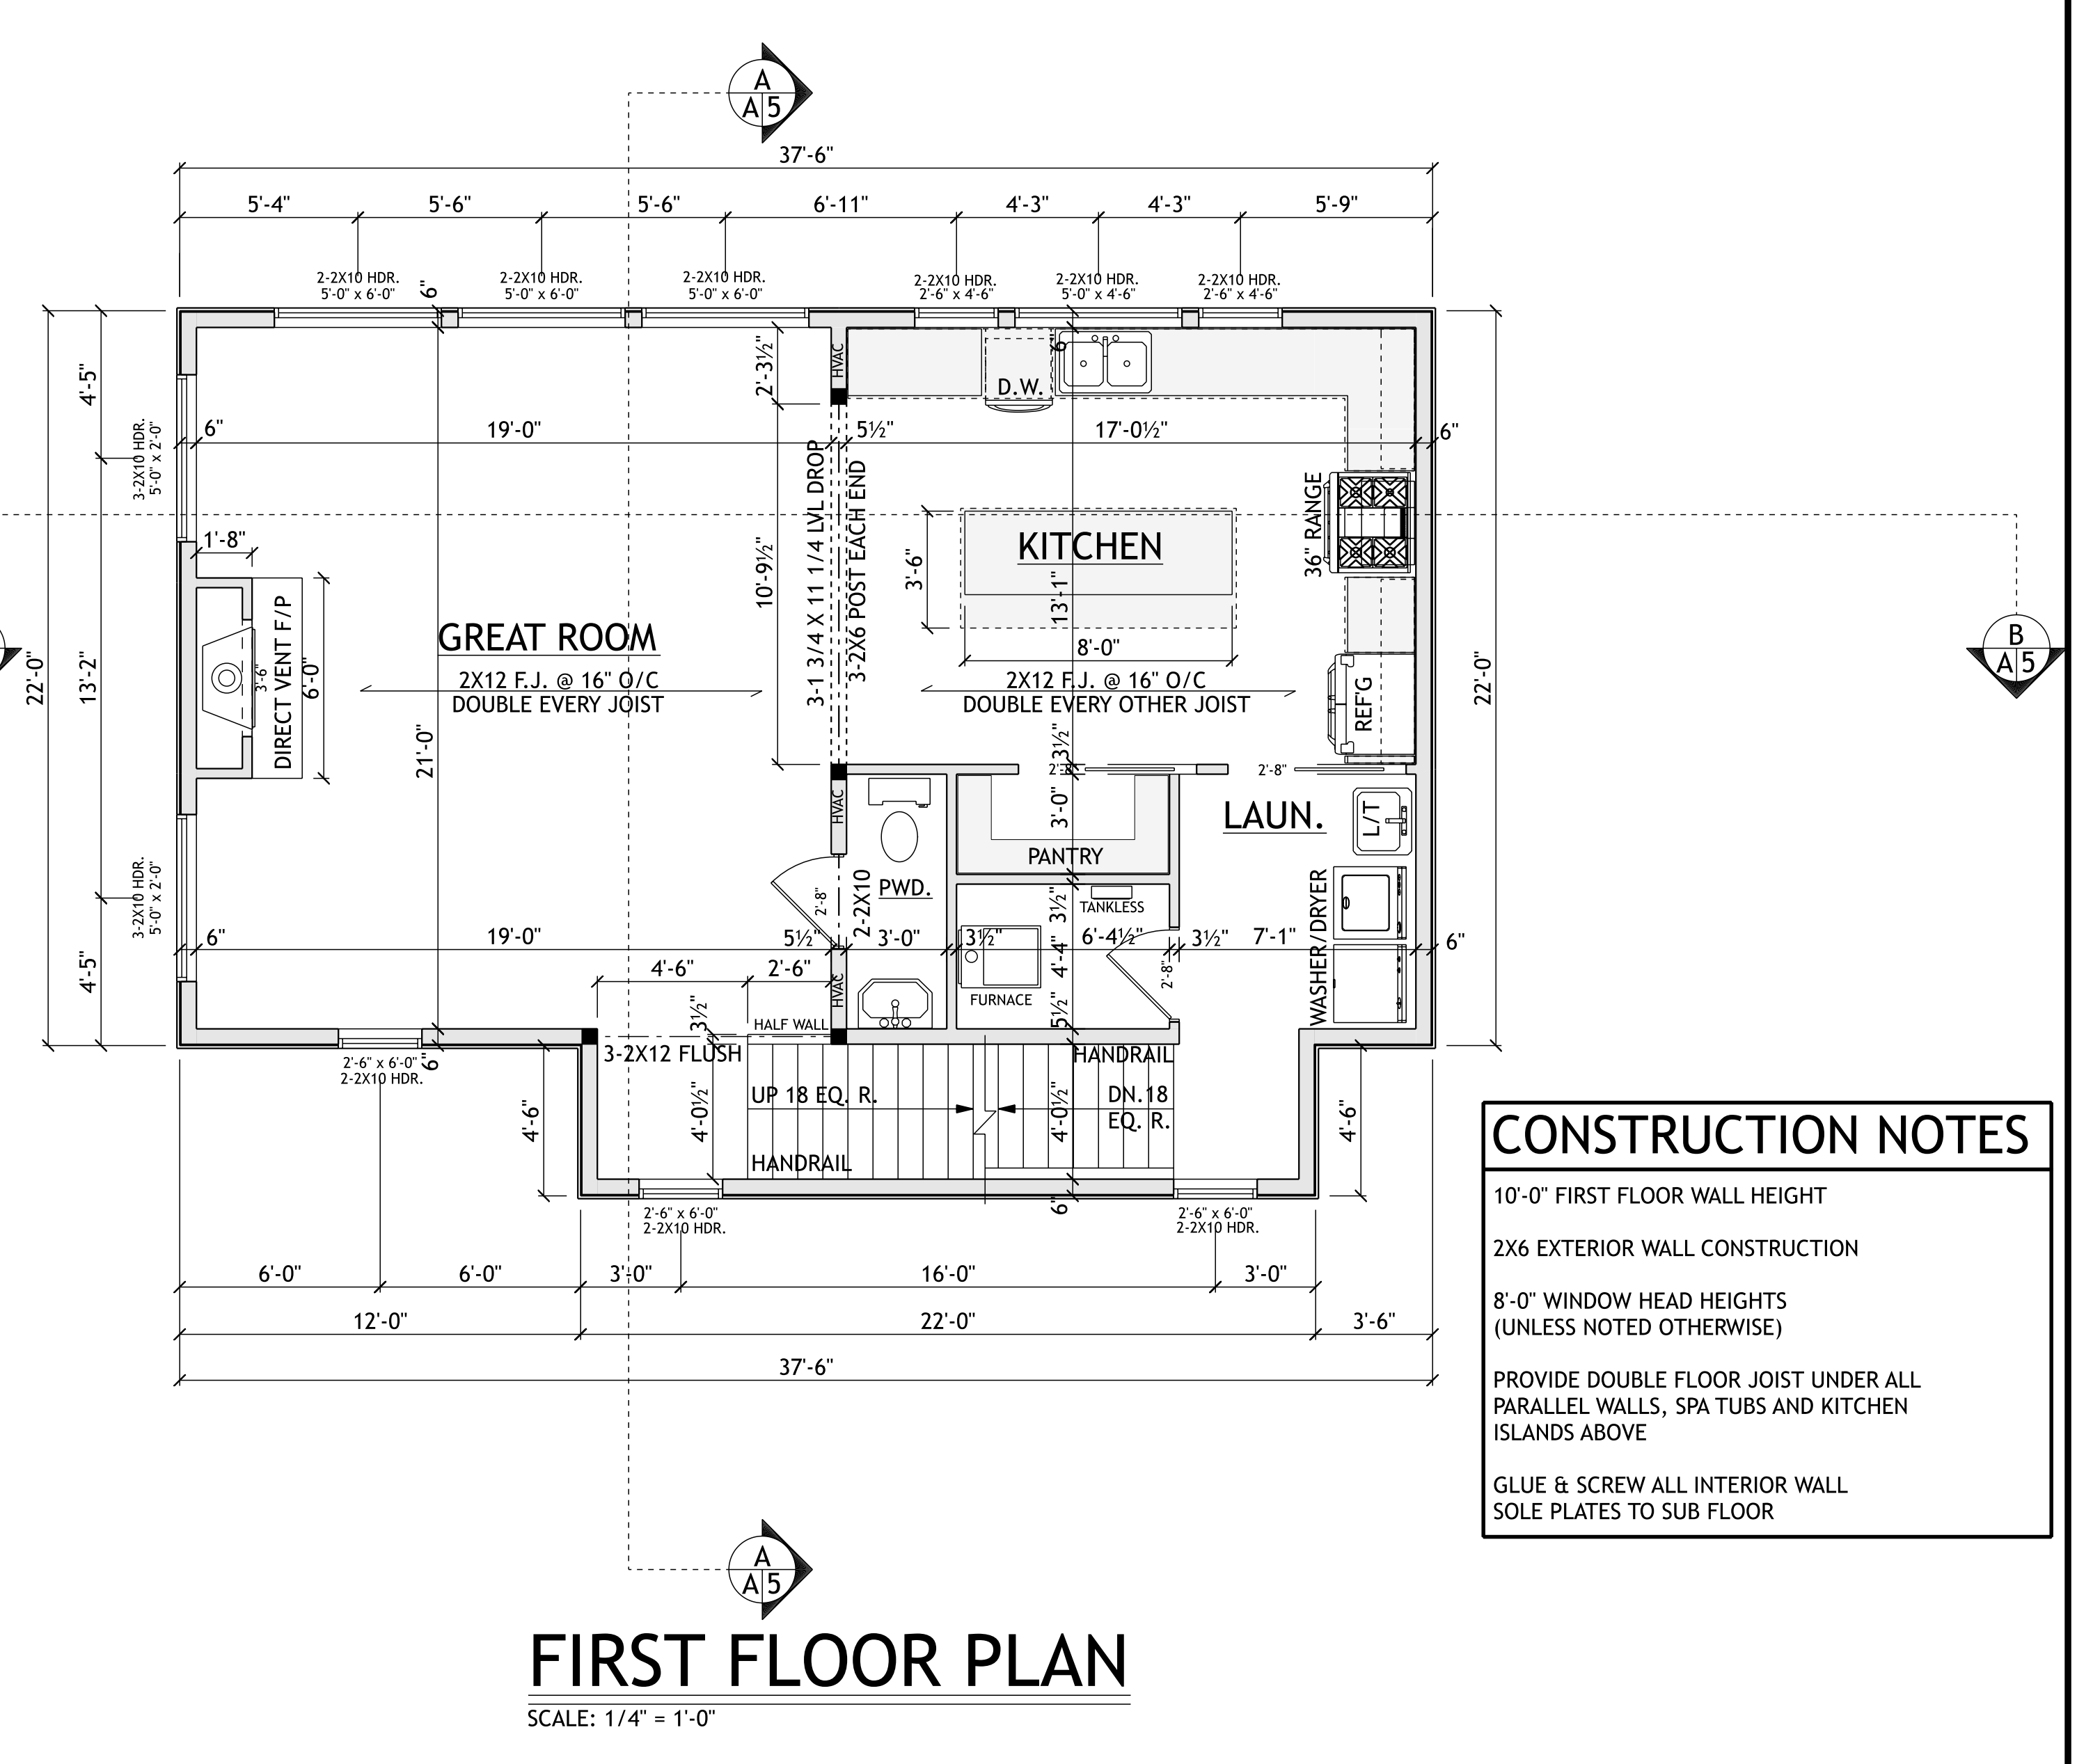 A
A 5
37'-6"
5'-4" 5'-6" 5'-6" 6'-11" 4'-3" 4'-3" 5'-9"
2-2X10 HDR. 2-2X10 HDR. 2-2X10 HDR. 2-2X10 HDR. 2-2X10 HDR. 2-2X10 HDR.
5'-0" x 6'-0" 5'-0" x 6'-0" 5'-0" x 6'-0" 2'-6" x 4'-6" 5'-0" x 4'-6" 2'-6" x 4'-6"
6"
HVAC
2'-3½"
6"
D.W.
4'-5"
3-2X10 HDR.
5'-0" x 2'-0"
6" 19'-0" 5½" 17'-0½" 6"
3-1 3/4 X 11 1/4 LVL DROP
3-2X6 POST EACH END
36" RANGE
1'-8"
KITCHEN
3'-6"
10'-9½"
13'-1"
8'-0"
DIRECT VENT F/P
3'-6"
6'-0"
GREAT ROOM
2X12 F.J. @ 16" O/C
DOUBLE EVERY JOIST
2X12 F.J. @ 16" O/C
DOUBLE EVERY OTHER JOIST
REF'G
22'-0"
13'-2"
22'-0"
B
A 5
21'-0"
3½"
2'-8" 2'-8"
HVAC
3'-0"
LAUN.
L/T
PANTRY
3-2X10 HDR.
5'-0" x 2'-0"
2'-8"
2-2X10
PWD.
3½"
TANKLESS
WASHER/DRYER
6" 19'-0" 5½" 3'-0" 3½" 6'-4½" 3½" 7'-1" 6"
4'-4"
2'-8"
4'-5"
4'-6" 2'-6"
HVAC
FURNACE
3½"
5½"
HALF WALL
3-2X12 FLUSH
HANDRAIL
2'-6" x 6'-0"
2-2X10 HDR.
6"
UP 18 EQ. R.
DN.18
EQ. R.
4'-6"
4'-0½"
4'-0½"
4'-6"
HANDRAIL
6"
2'-6" x 6'-0"
2-2X10 HDR.
2'-6" x 6'-0"
2-2X10 HDR.
6'-0" 6'-0" 3'-0" 16'-0" 3'-0"
12'-0" 22'-0" 3'-6"
37'-6"
CONSTRUCTION NOTES
10'-0" FIRST FLOOR WALL HEIGHT
2X6 EXTERIOR WALL CONSTRUCTION
8'-0" WINDOW HEAD HEIGHTS
(UNLESS NOTED OTHERWISE)
PROVIDE DOUBLE FLOOR JOIST UNDER ALL
PARALLEL WALLS, SPA TUBS AND KITCHEN
ISLANDS ABOVE
GLUE & SCREW ALL INTERIOR WALL
SOLE PLATES TO SUB FLOOR
A
A 5
FIRST FLOOR PLAN
SCALE: 1/4" = 1'-0"